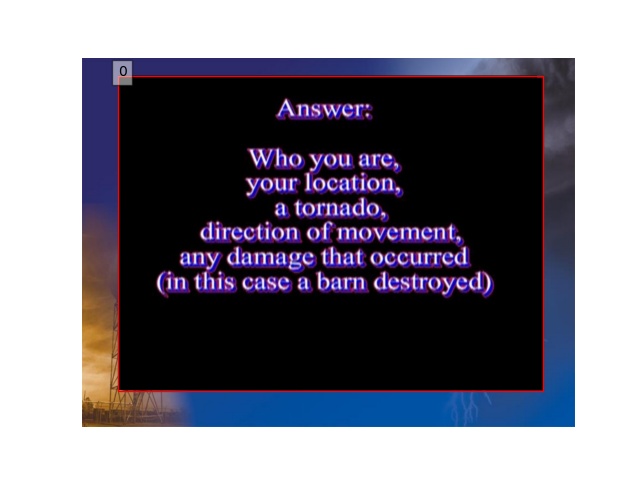 0
Answer:
Who you are,
your location,
a tornado,
direction of movement,
any damage that occurred
(in this case a barn destroyed)